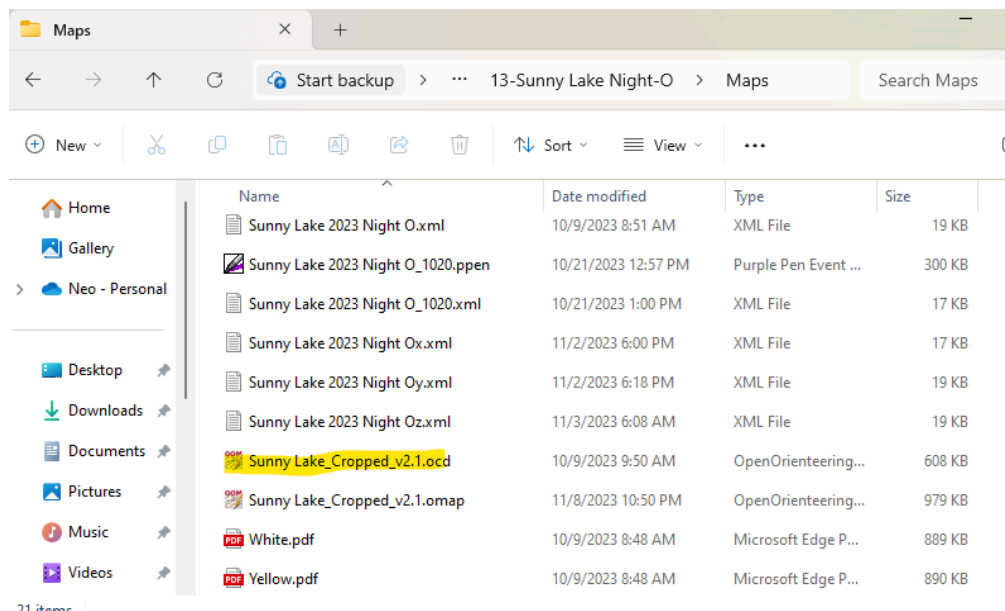 Maps
Start backup > ... 13-Sunny Lake Night-O > Maps Search Maps
New Sort View ...
Home
Gallery
Neo - Personal
Desktop
Downloads
Documents
Pictures
Music
Videos
Name Date modified Type Size
Sunny Lake 2023 Night O.xml 10/9/2023 8:51 AM XML File 19 KB
Sunny Lake 2023 Night O_1020.ppen 10/21/2023 12:57 PM Purple Pen Event ... 300 KB
Sunny Lake 2023 Night O_1020.xml 10/21/2023 1:00 PM XML File 17 KB
Sunny Lake 2023 Night Ox.xml 11/2/2023 6:00 PM XML File 17 KB
Sunny Lake 2023 Night Oy.xml 11/2/2023 6:18 PM XML File 19 KB
Sunny Lake 2023 Night Oz.xml 11/3/2023 6:08 AM XML File 19 KB
OOM Sunny Lake_Cropped_v2.1.ocd 10/9/2023 9:50 AM OpenOrienteering... 608 KB
OOM Sunny Lake_Cropped_v2.1.omap 11/8/2023 10:50 PM OpenOrienteering... 979 KB
PDF White.pdf 10/9/2023 8:48 AM Microsoft Edge P... 889 KB
PDF Yellow.pdf 10/9/2023 8:48 AM Microsoft Edge P... 890 KB
21 items